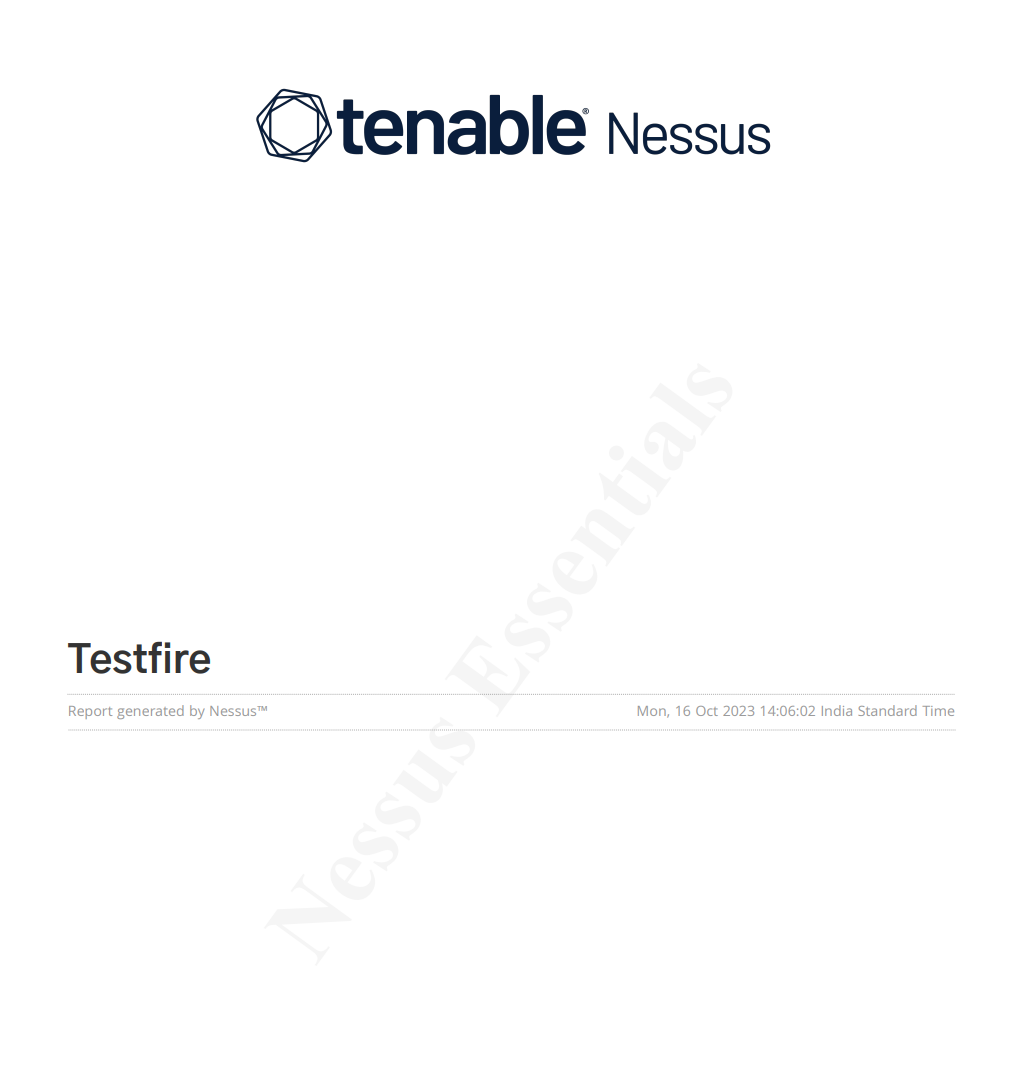 tenable® Nessus
Testfire
Report generated by Nessus™
Mon, 16 Oct 2023 14:06:02 India Standard Time
Nessus Essentials